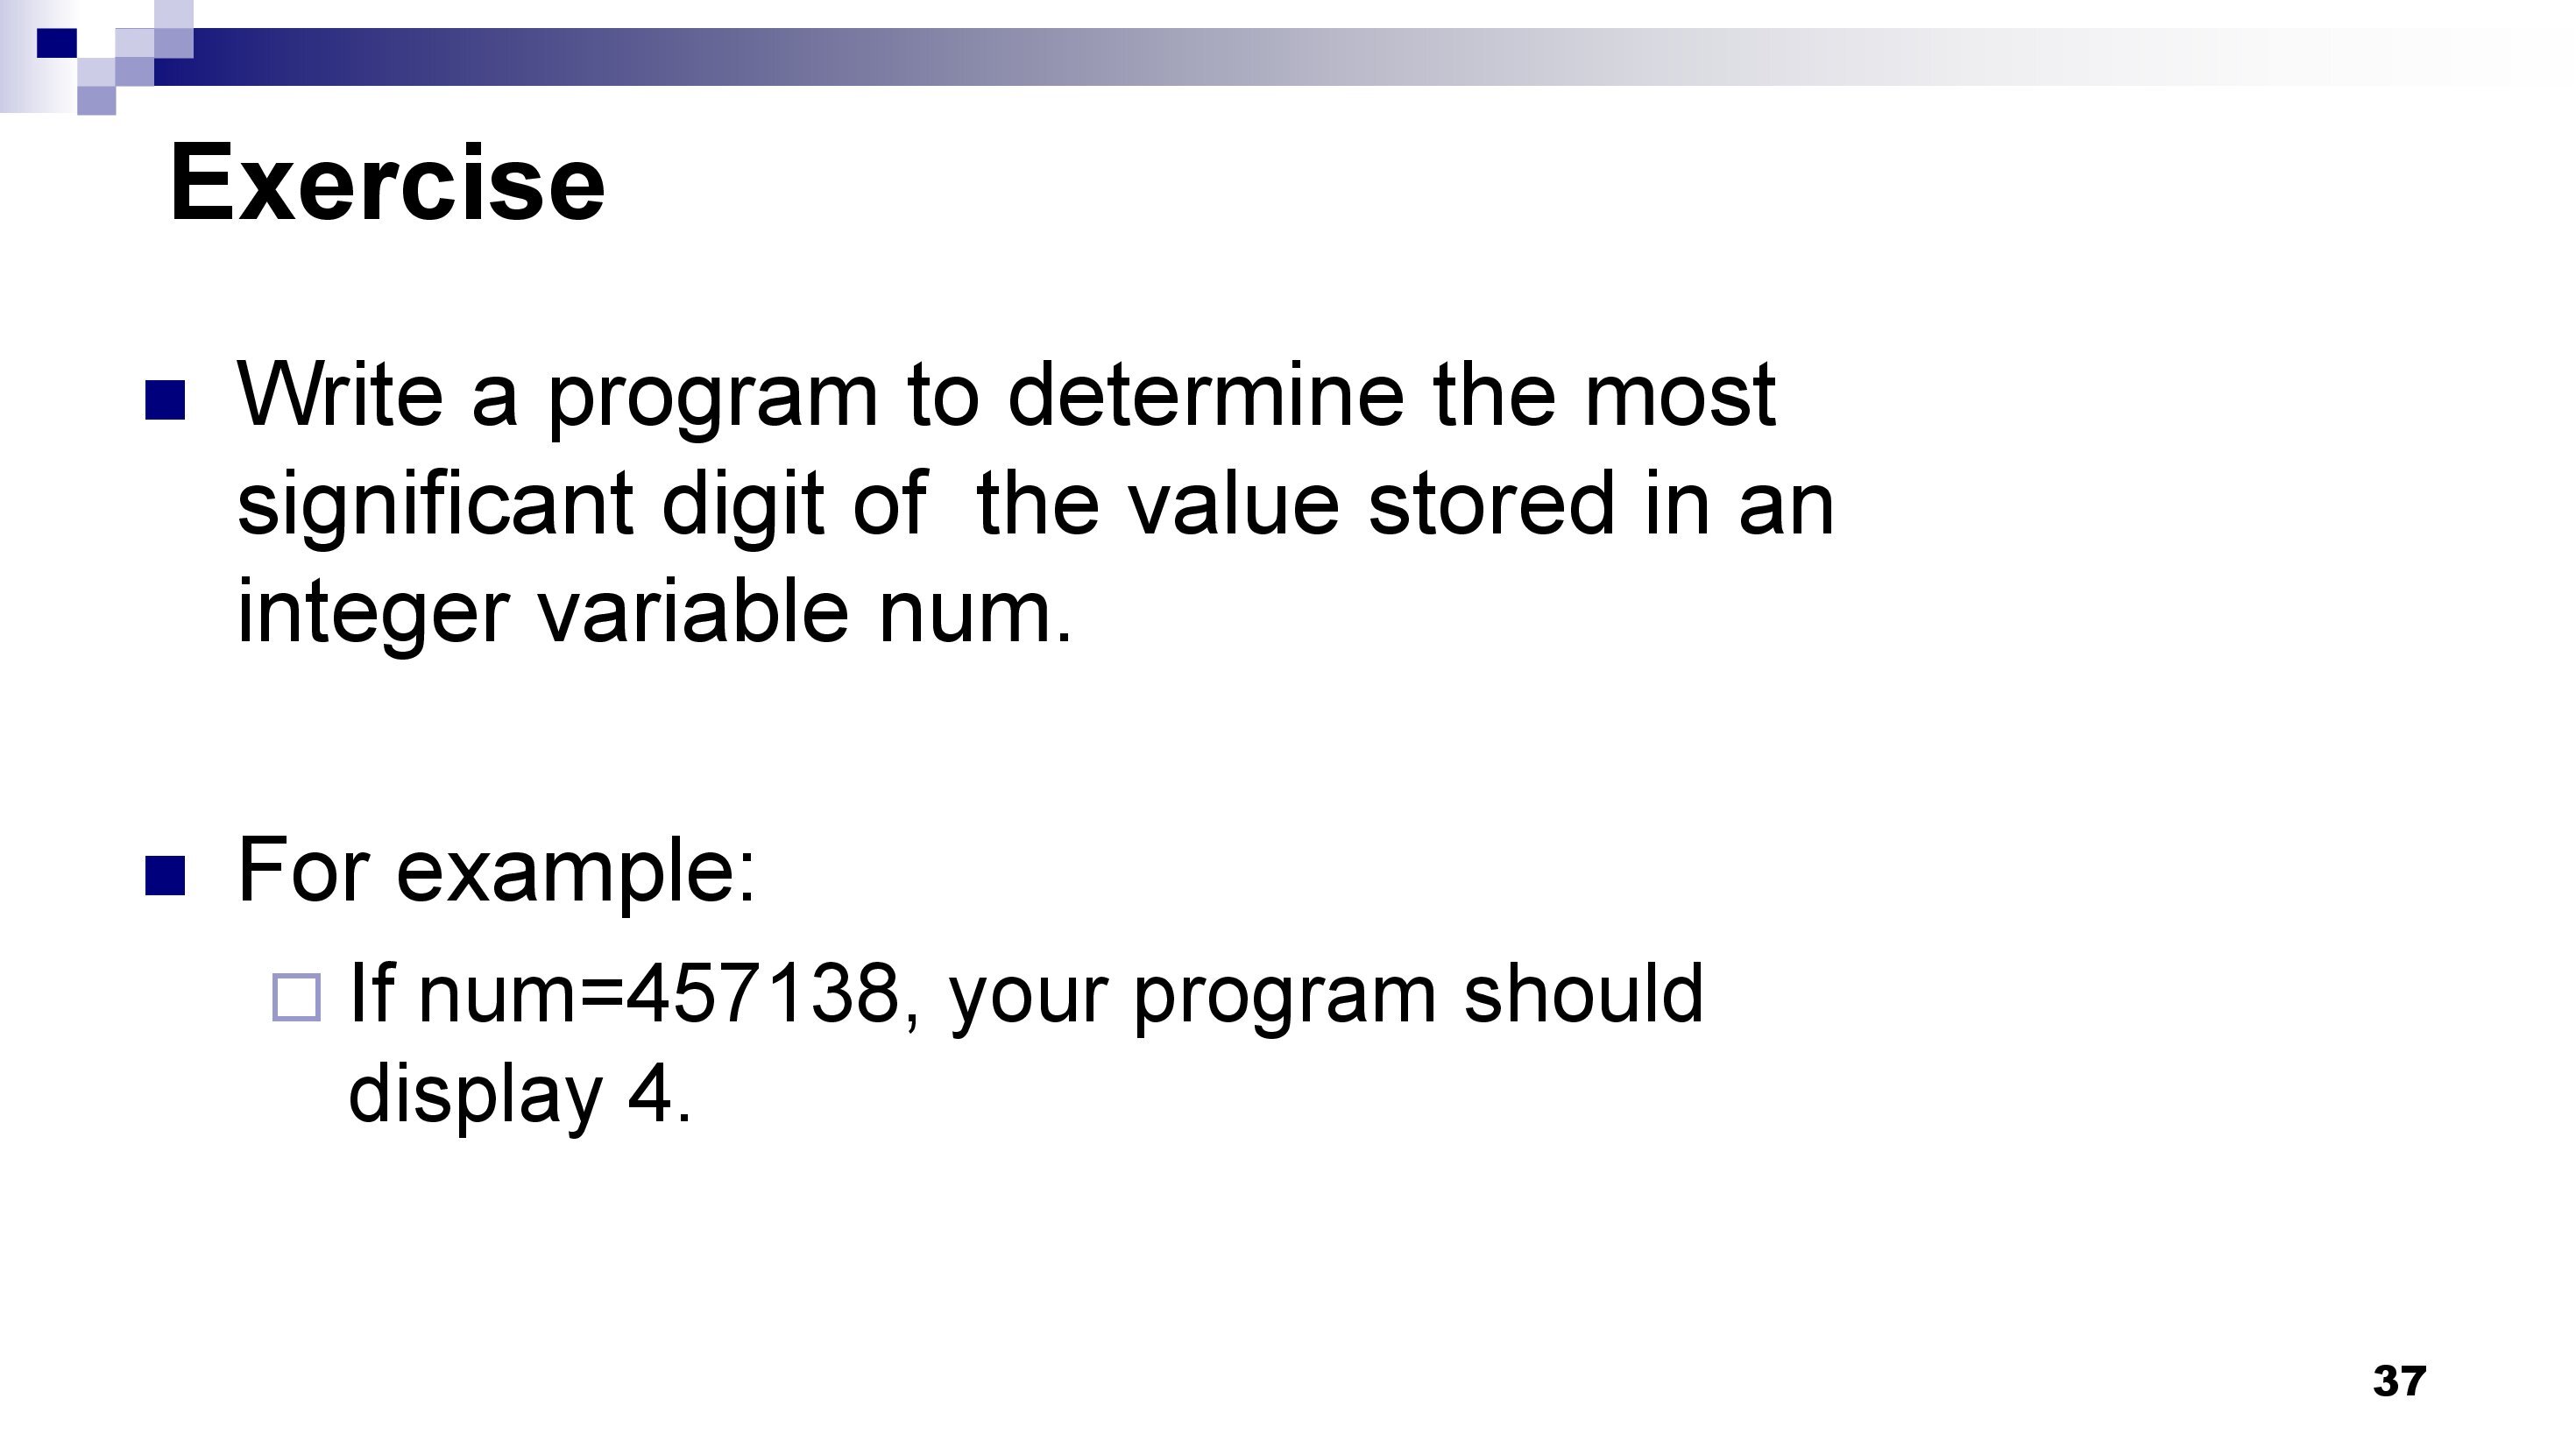 Exercise
Write a program to determine the most
significant digit of  the value stored in an
integer variable num.
For example:
If num=457138, your program should
display 4.
37